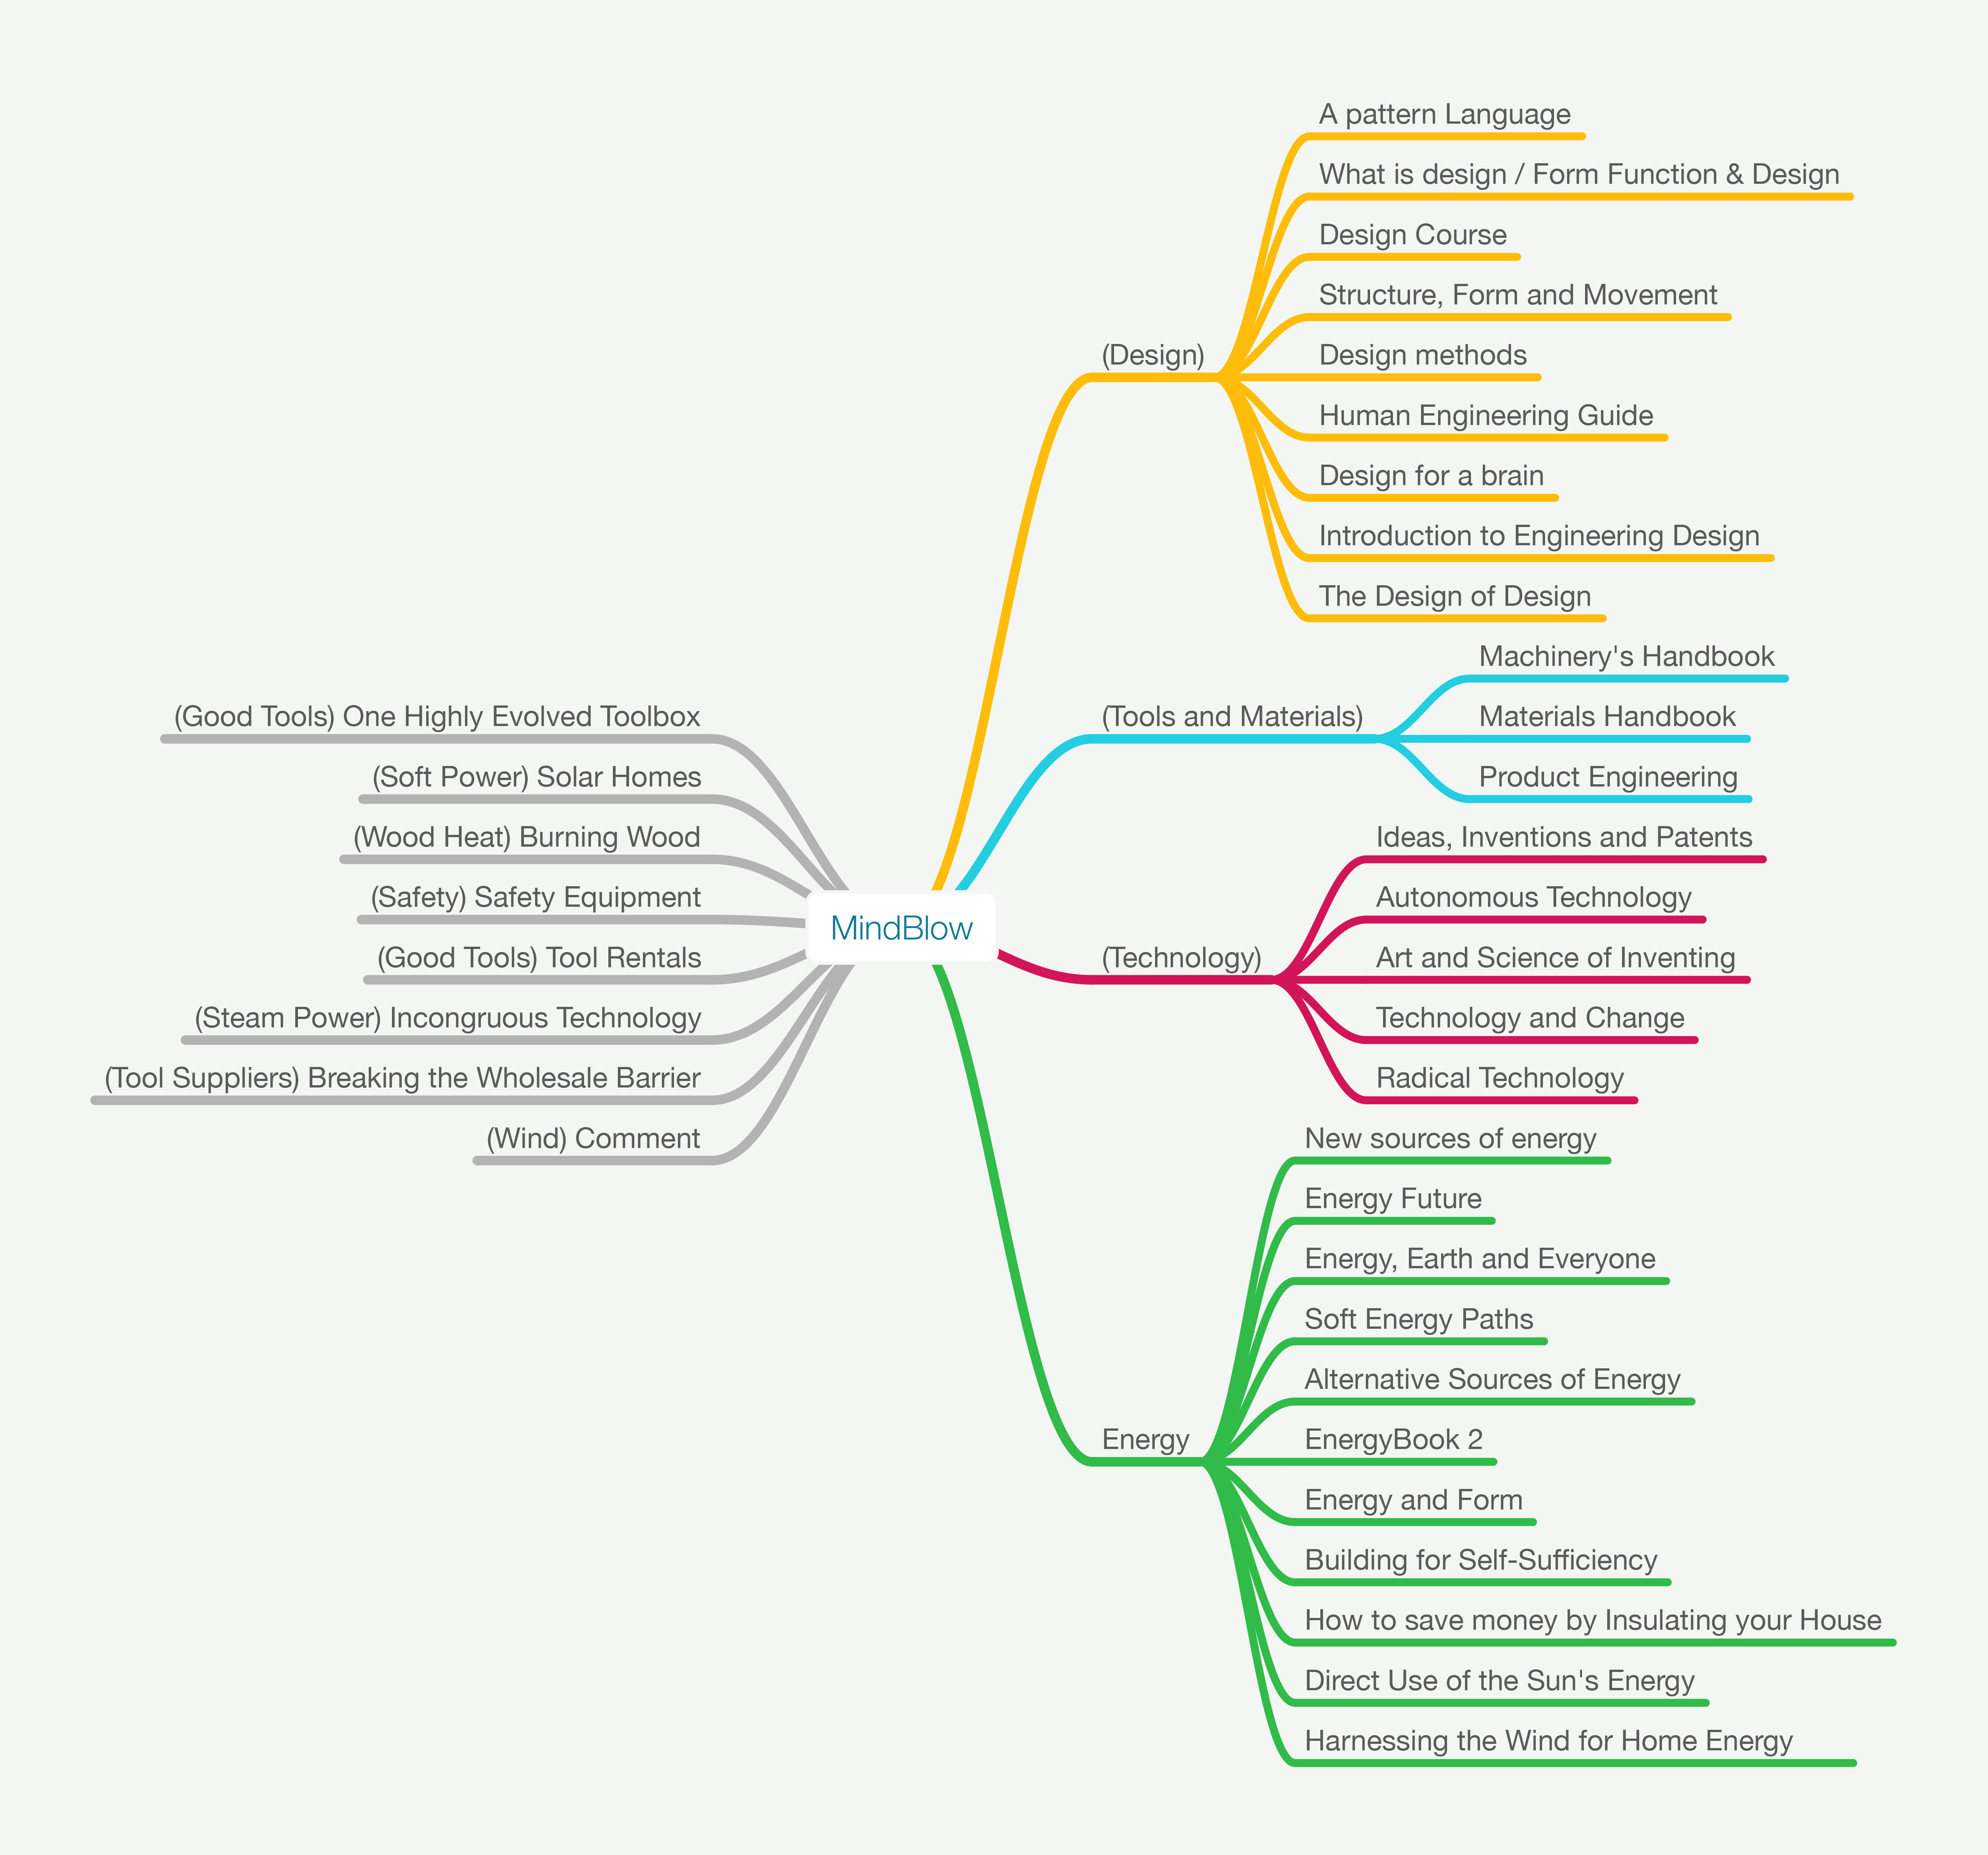 MindBlow
(Design)
A pattern Language
What is design / Form Function & Design
Design Course
Structure, Form and Movement
Design methods
Human Engineering Guide
Design for a brain
Introduction to Engineering Design
The Design of Design
(Tools and Materials)
Machinery's Handbook
Materials Handbook
Product Engineering
(Technology)
Ideas, Inventions and Patents
Autonomous Technology
Art and Science of Inventing
Technology and Change
Radical Technology
Energy
New sources of energy
Energy Future
Energy, Earth and Everyone
Soft Energy Paths
Alternative Sources of Energy
EnergyBook 2
Energy and Form
Building for Self-Sufficiency
How to save money by Insulating your House
Direct Use of the Sun's Energy
Harnessing the Wind for Home Energy
(Good Tools) One Highly Evolved Toolbox
(Soft Power) Solar Homes
(Wood Heat) Burning Wood
(Safety) Safety Equipment
(Good Tools) Tool Rentals
(Steam Power) Incongruous Technology
(Tool Suppliers) Breaking the Wholesale Barrier
(Wind) Comment